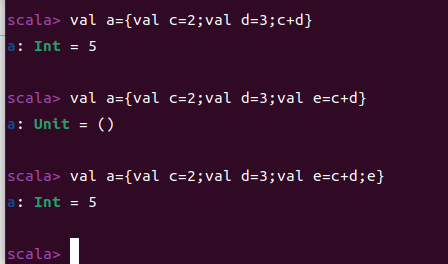 scala> val a={val c=2;val d=3;c+d}
a: Int = 5
scala> val a={val c=2;val d=3;val e=c+d}
a: Unit = ()
scala> val a={val c=2;val d=3;val e=c+d;e}
a: Int = 5
scala>